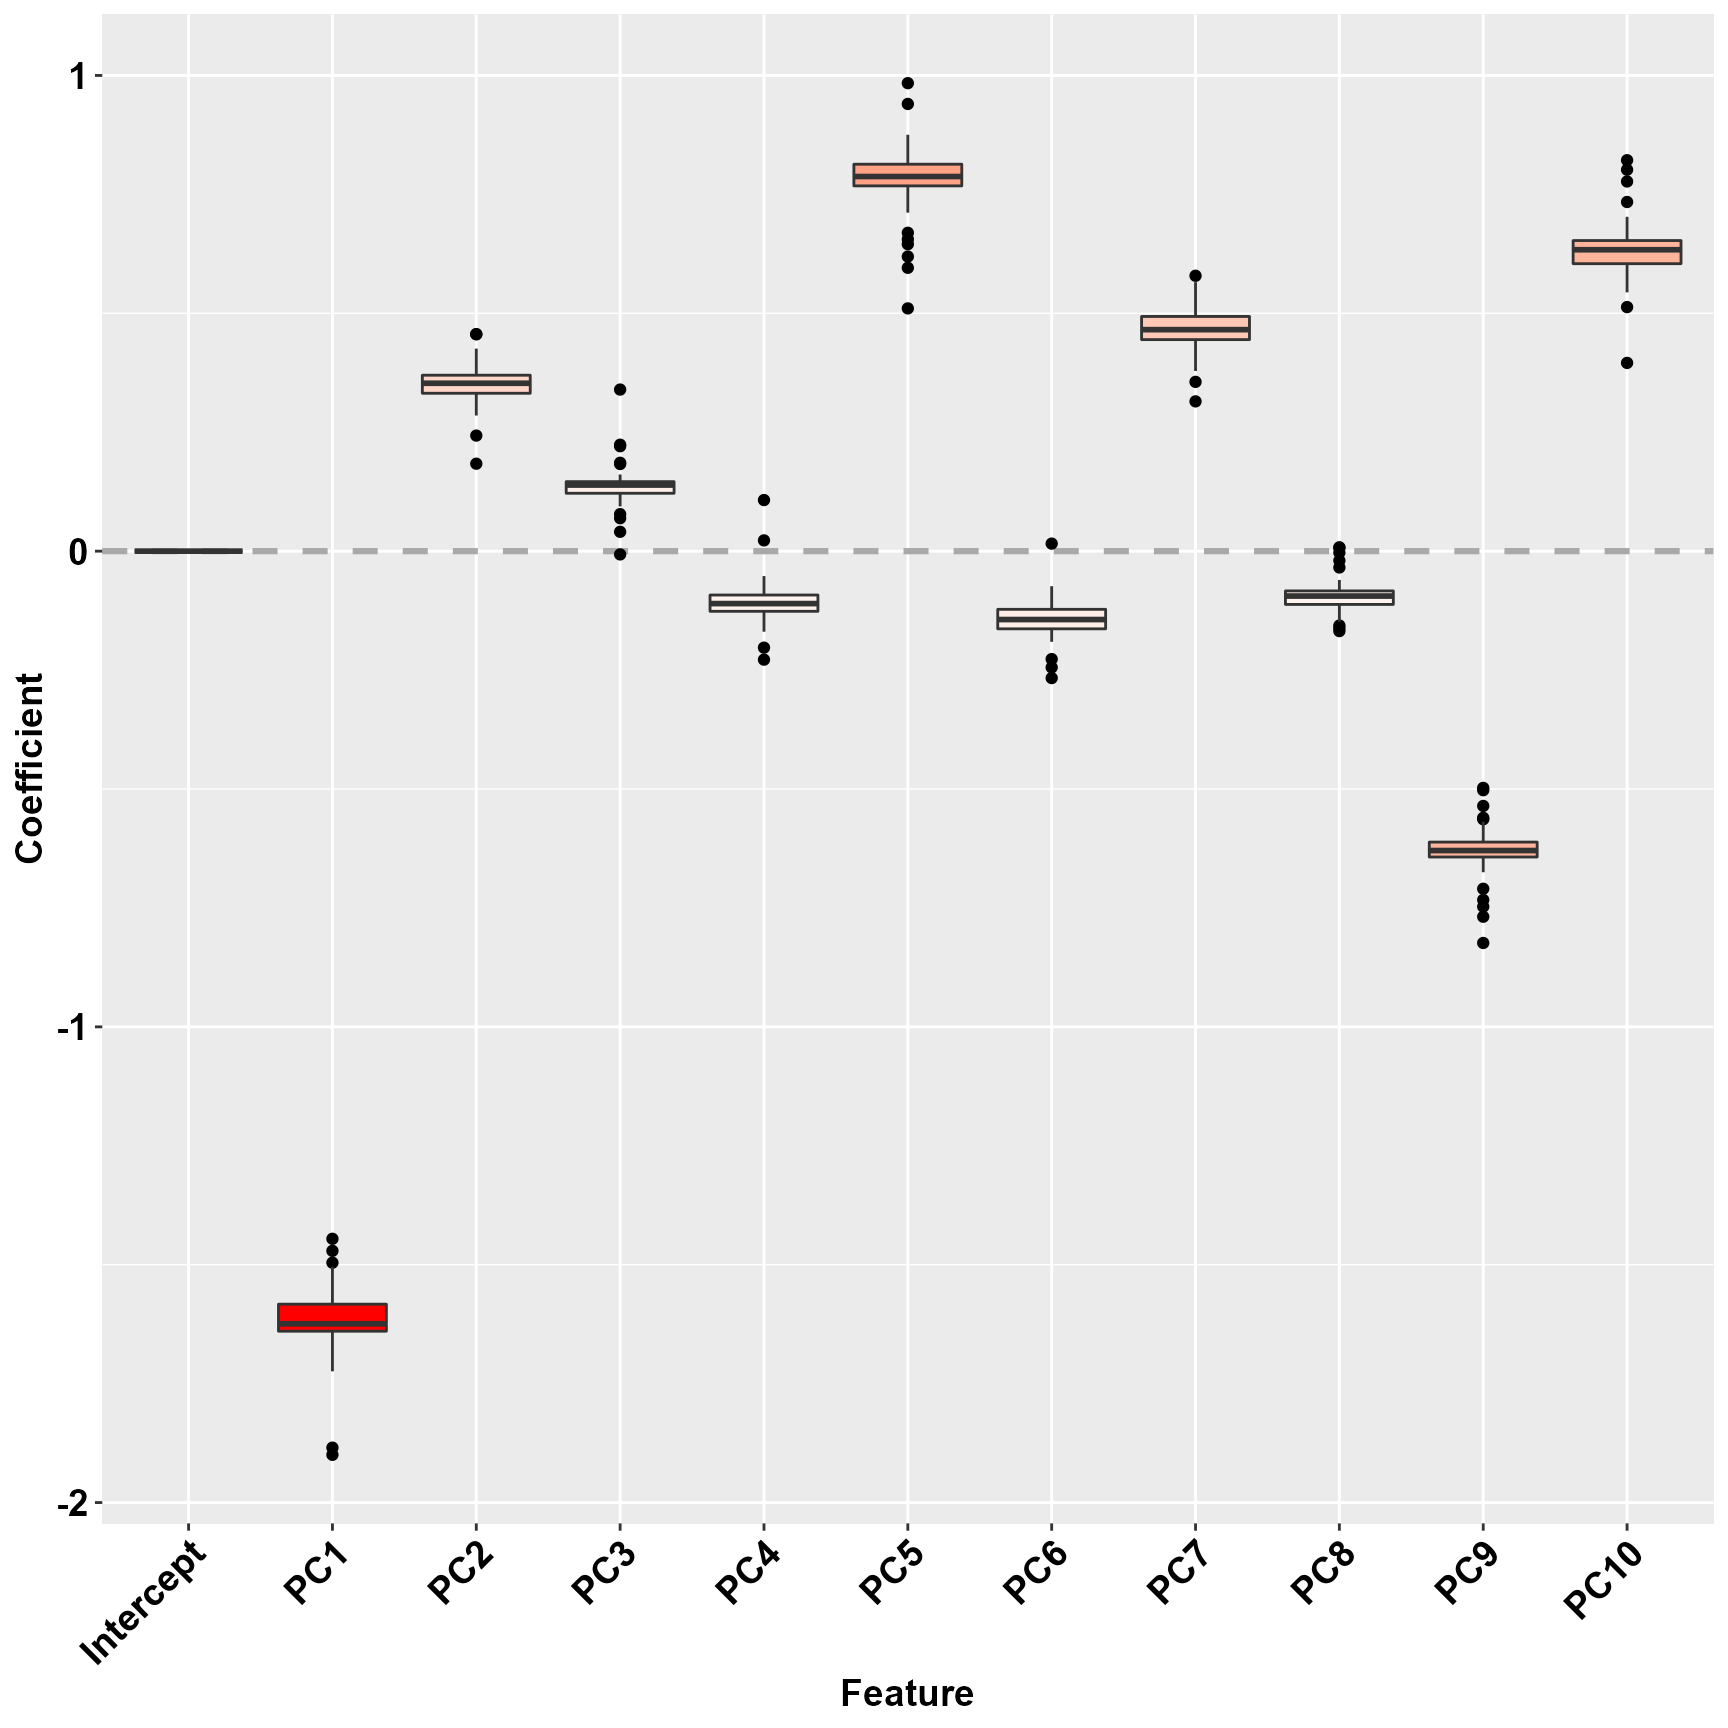 Coefficient
1
0
-1
-2
Intercept
PC1
PC2
PC3
PC4
PC5
PC6
PC7
PC8
PC9
PC10
Feature